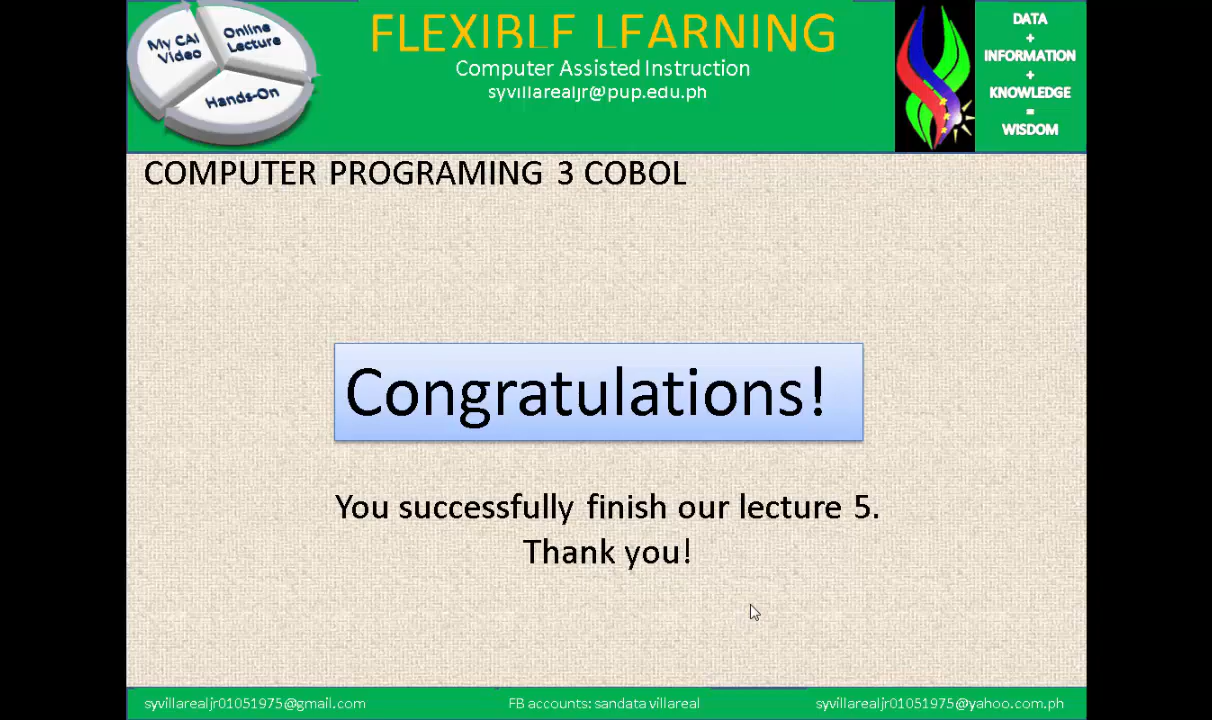 My CAI
Video
Online
Lecture
Hands-On
FLEXIBLE LEARNING
Computer Assisted Instruction
syvillarealjr@pup.edu.ph
DATA
+
INFORMATION
+
KNOWLEDGE
=
WISDOM
COMPUTER PROGRAMING 3 COBOL
Congratulations!
You successfully finish our lecture 5.
Thank you!
syvillarealjr01051975@gmail.com
FB accounts: sandata villareal
syvillarealjr01051975@yahoo.com.ph